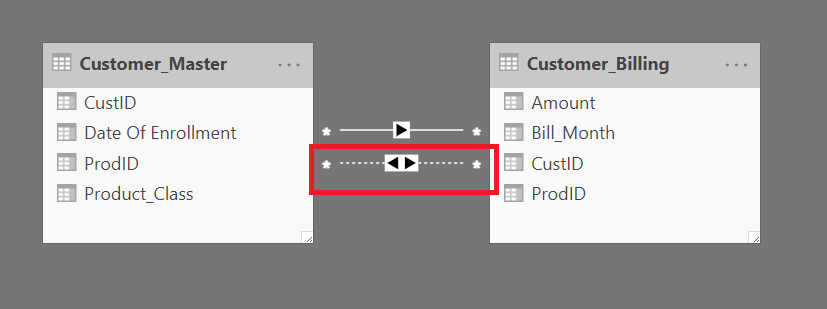 Customer_Master ...
CustID
Date Of Enrollment
ProdID
Product_Class
* *
* *
Customer_Billing ...
Amount
Bill_Month
CustID
ProdID